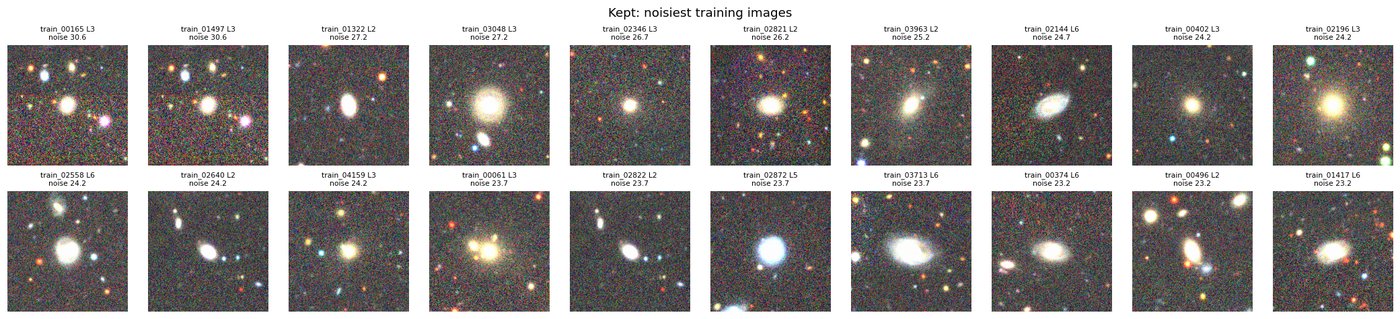 Kept: noisiest training images
train_00165 L3
noise 30.6
train_01497 L3
noise 30.6
train_01322 L2
noise 27.2
train_03048 L3
noise 27.2
train_02346 L3
noise 26.7
train_02821 L2
noise 26.2
train_03963 L2
noise 25.2
train_02144 L6
noise 24.7
train_00402 L3
noise 24.2
train_02196 L3
noise 24.2
train_02558 L6
noise 24.2
train_02640 L2
noise 24.2
train_04159 L3
noise 24.2
train_00061 L3
noise 23.7
train_02822 L2
noise 23.7
train_02872 L5
noise 23.7
train_03713 L6
noise 23.7
train_00374 L6
noise 23.2
train_00496 L2
noise 23.2
train_01417 L6
noise 23.2